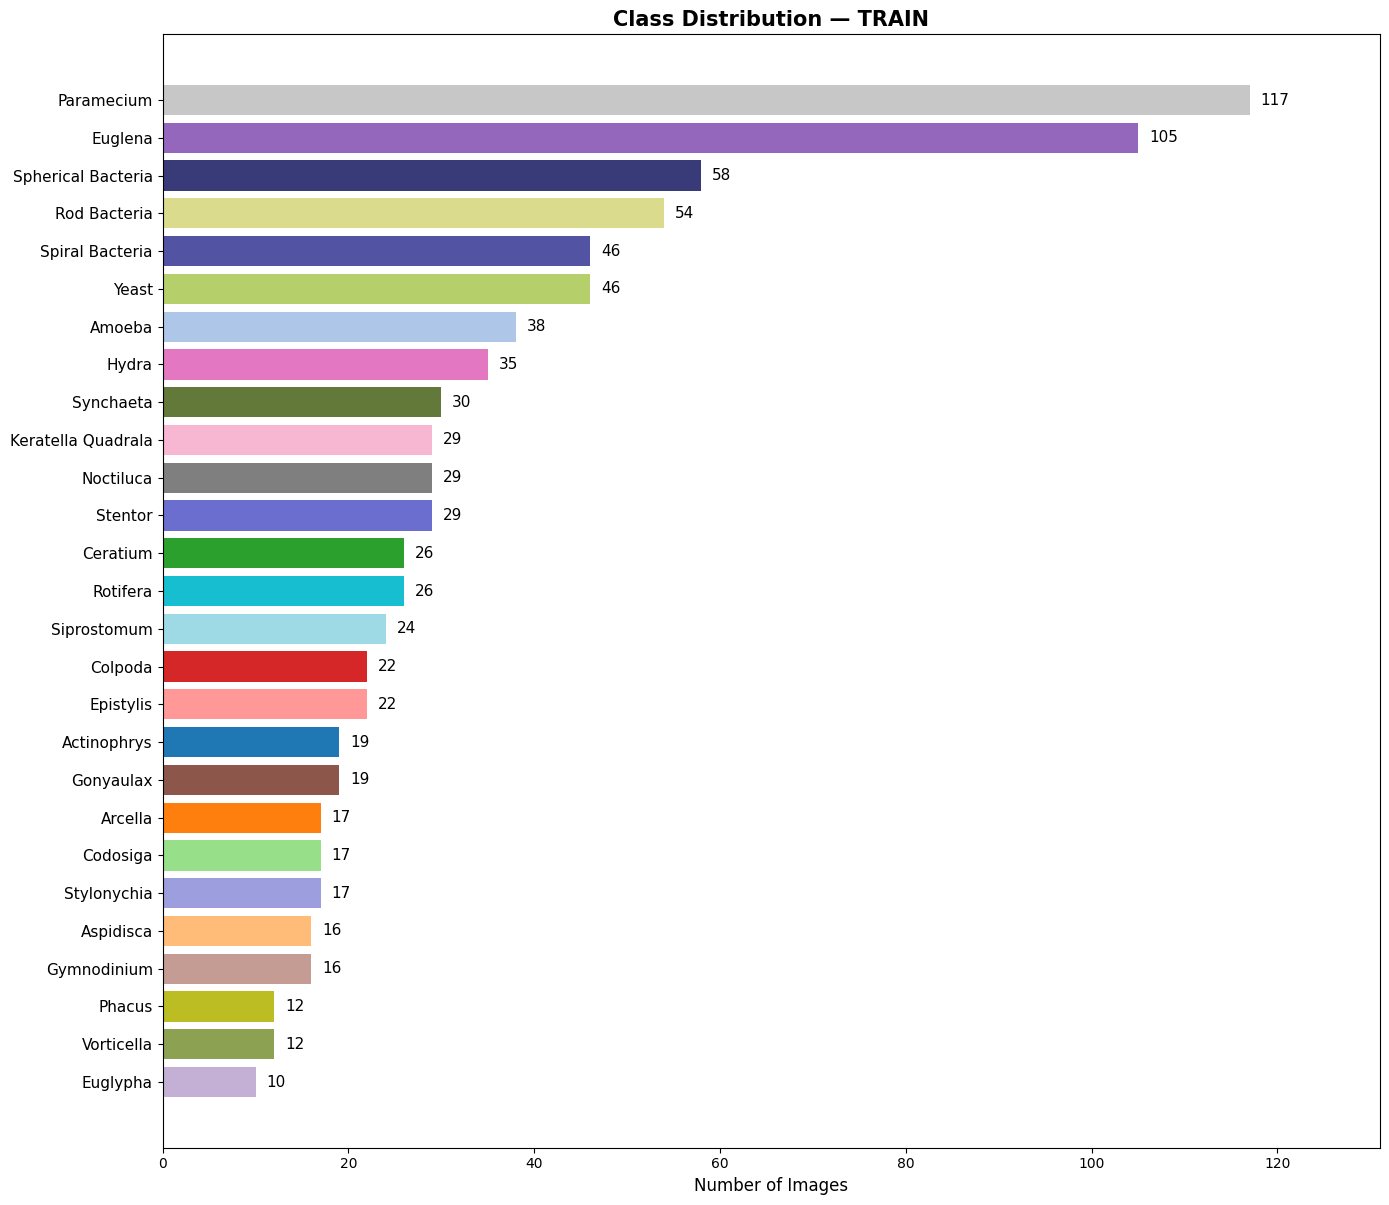 Class Distribution — TRAIN
Paramecium 117
Euglena 105
Spherical Bacteria 58
Rod Bacteria 54
Spiral Bacteria 46
Yeast 46
Amoeba 38
Hydra 35
Synchaeta 30
Keratella Quadrala 29
Noctiluca 29
Stentor 29
Ceratium 26
Rotifera 26
Siprostomum 24
Colpoda 22
Epistylis 22
Actinophrys 19
Gonyaulax 19
Arcella 17
Codosiga 17
Stylonychia 17
Aspidisca 16
Gymnodinium 16
Phacus 12
Vorticella 12
Euglypha 10
0 20 40 60 80 100 120
Number of Images